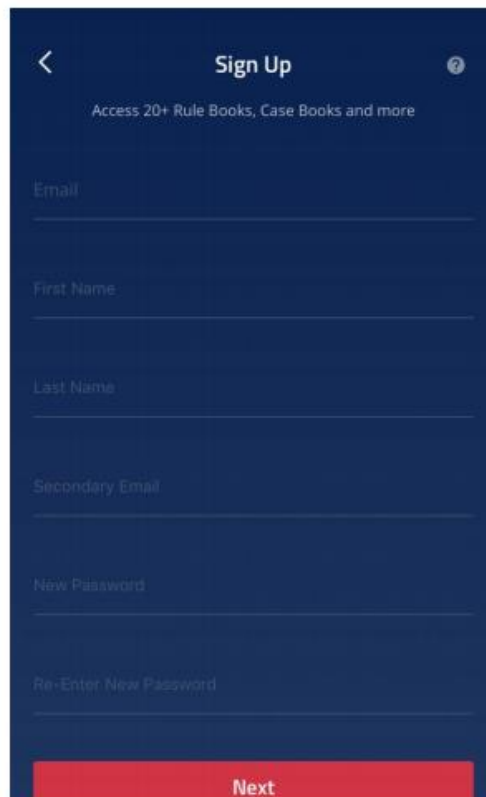 Sign Up
Access 20+ Rule Books, Case Books and more
Email
First Name
Last Name
Secondary Email
New Password
Re-Enter New Password
Next